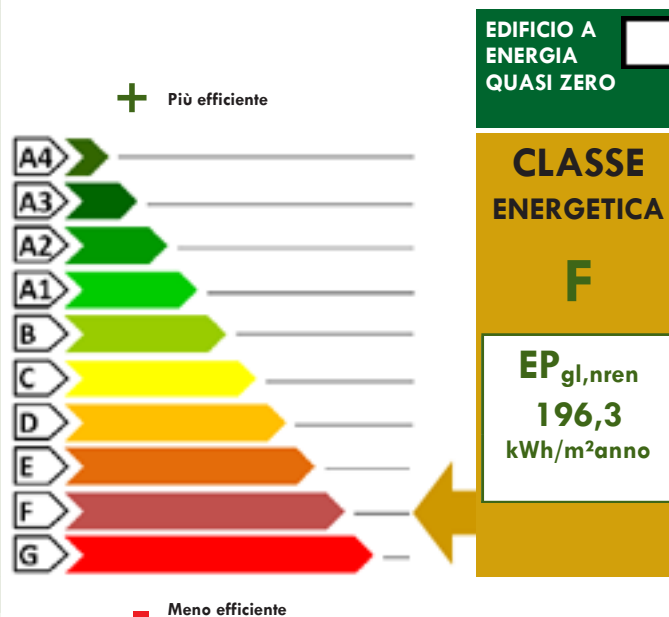 EDIFICIO A
ENERGIA
QUASI ZERO
+ Più efficiente
A4
A3
A2
A1
B
C
D
E
F
G
- Meno efficiente
CLASSE
ENERGETICA
F
EPgl,nren
196,3
kWh/m²anno